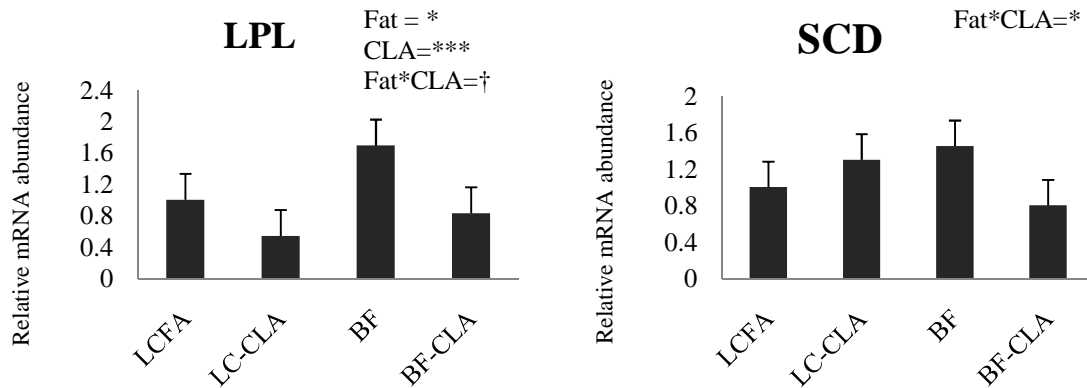 LPL
Fat = *
CLA=***
Fat*CLA=†
Relative mRNA abundance
2.4
2
1.6
1.2
0.8
0.4
0
LCFA
LC-CLA
BF
BF-CLA
SCD
Fat*CLA=*
Relative mRNA abundance
2
1.6
1.2
0.8
0.4
0
LCFA
LC-CLA
BF
BF-CLA